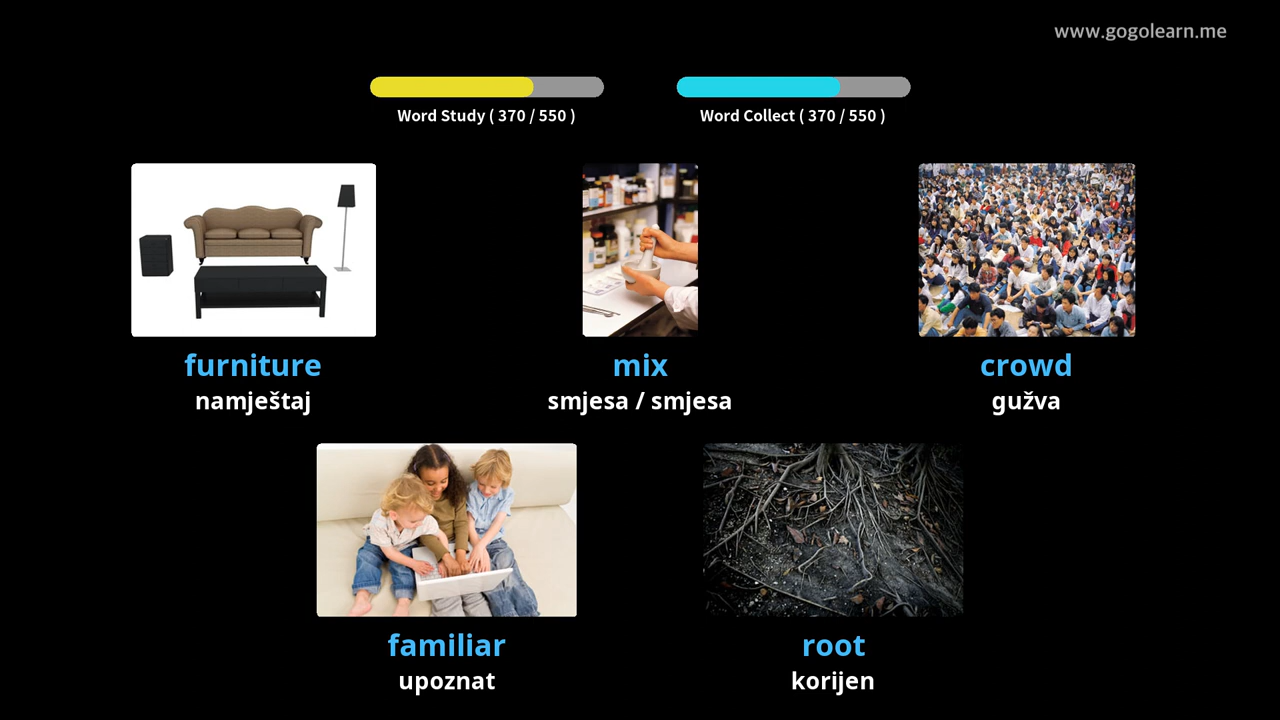 www.gogolearn.me
Word Study ( 370 / 550 )
Word Collect ( 370 / 550 )
furniture
namještaj
mix
smjesa / smjesa
crowd
gužva
familiar
upoznat
root
korijen